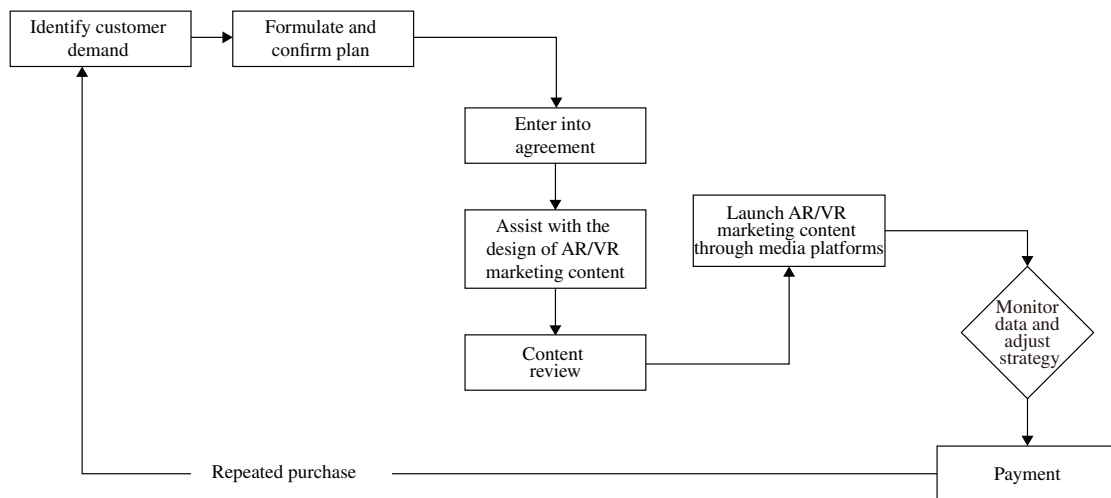 Identify customer
demand
Formulate and
confirm plan
Enter into
agreement
Assist with the
design of AR/VR
marketing content
Content
review
Launch AR/VR
marketing content
through media platforms
Monitor
data and
adjust
strategy
Payment
Repeated purchase